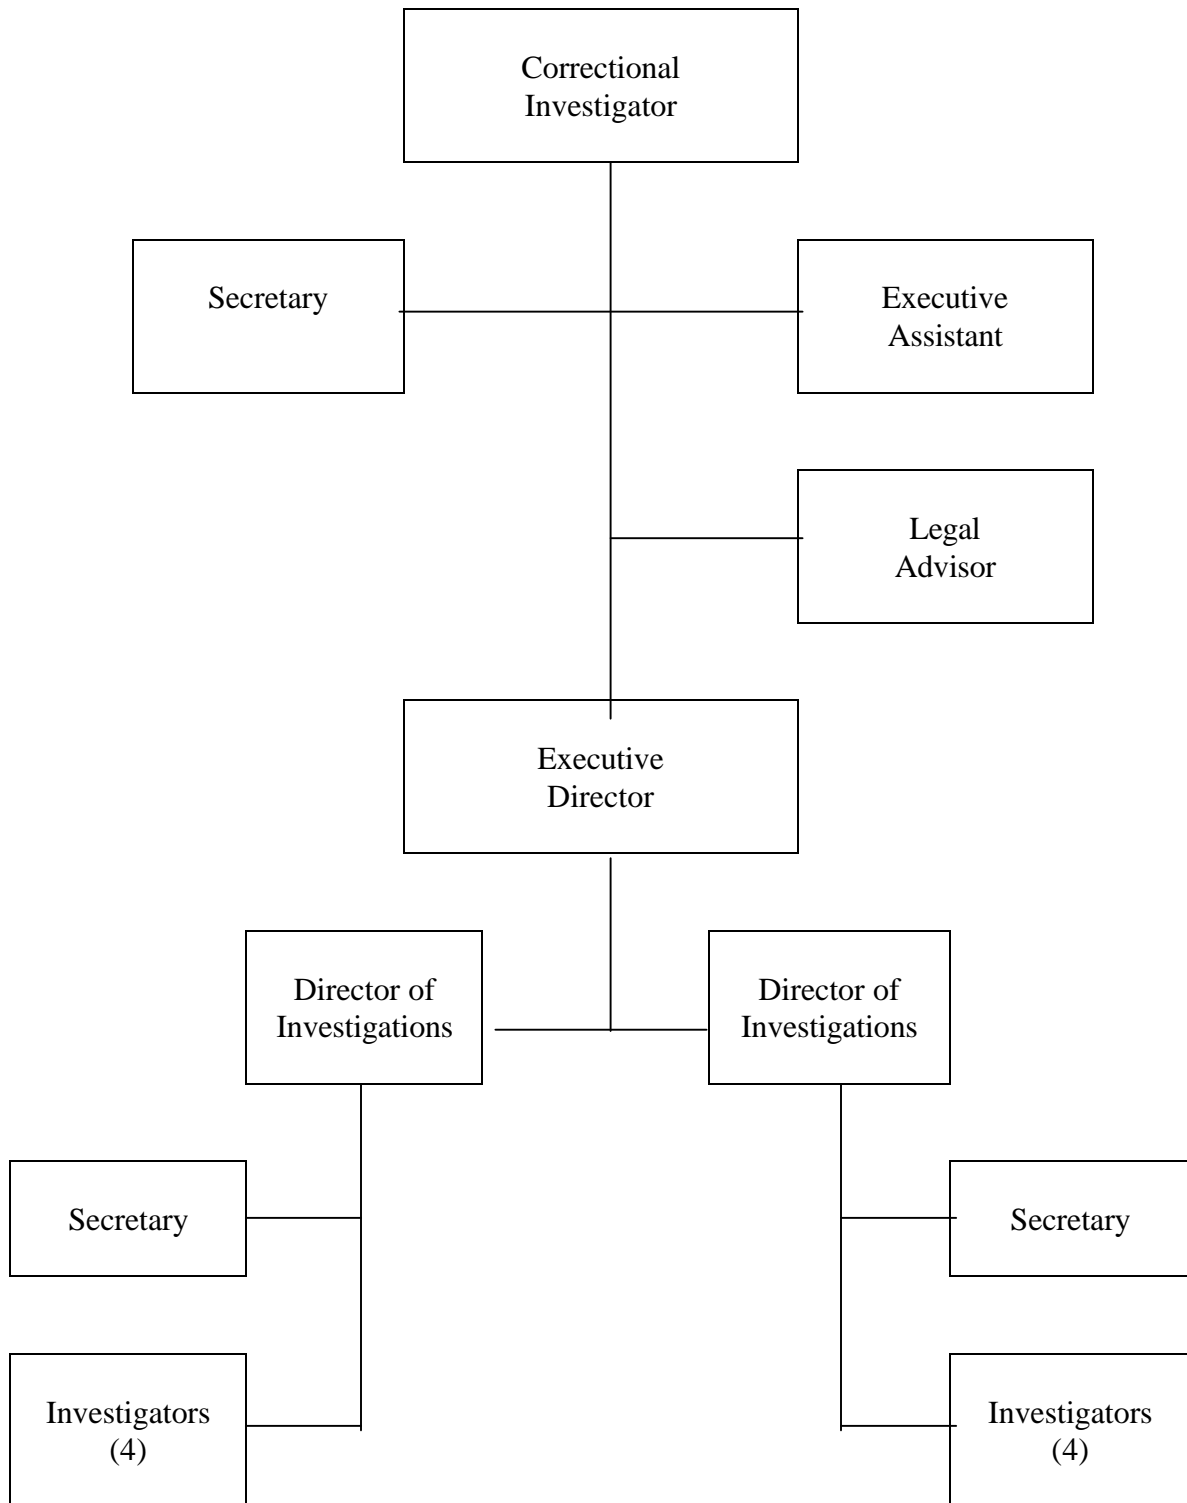 Correctional
Investigator
Secretary
Executive
Assistant
Legal
Advisor
Executive
Director
Director of
Investigations
Director of
Investigations
Secretary
Secretary
Investigators
(4)
Investigators
(4)